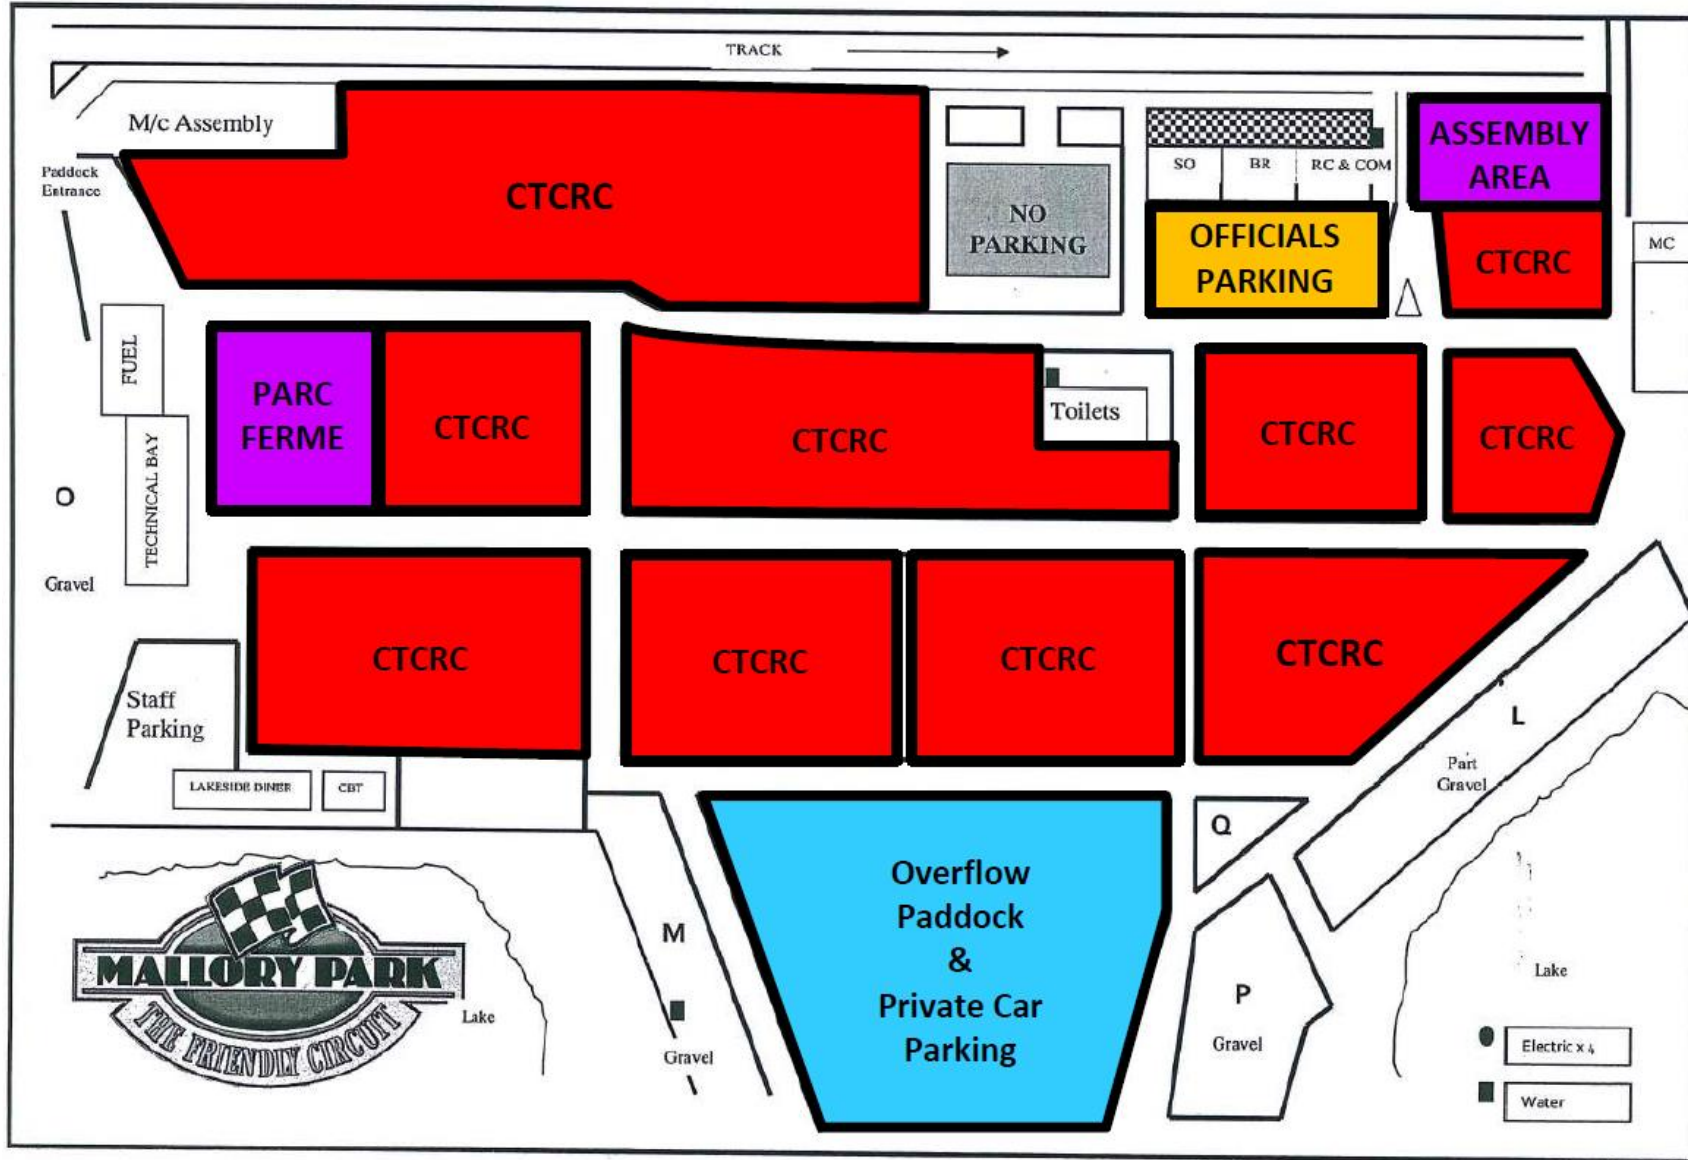 TRACK
M/c Assembly
Paddock
Entrance
CTCRC
NO
PARKING
SO
BR
RC & COM
OFFICIALS
PARKING
ASSEMBLY
AREA
CTCRC
MC
FUEL
TECHNICAL BAY
PARC
FERME
CTCRC
CTCRC
Toilets
CTCRC
CTCRC
O
Gravel
CTCRC
CTCRC
CTCRC
CTCRC
Staff
Parking
LAKESIDE DINER
CBT
L
Part
Gravel
Q
M
Gravel
Overflow
Paddock
&
Private Car
Parking
P
Gravel
Lake
MALLORY PARK
THE FRIENDLY CIRCUIT
Lake
Electric x 4
Water